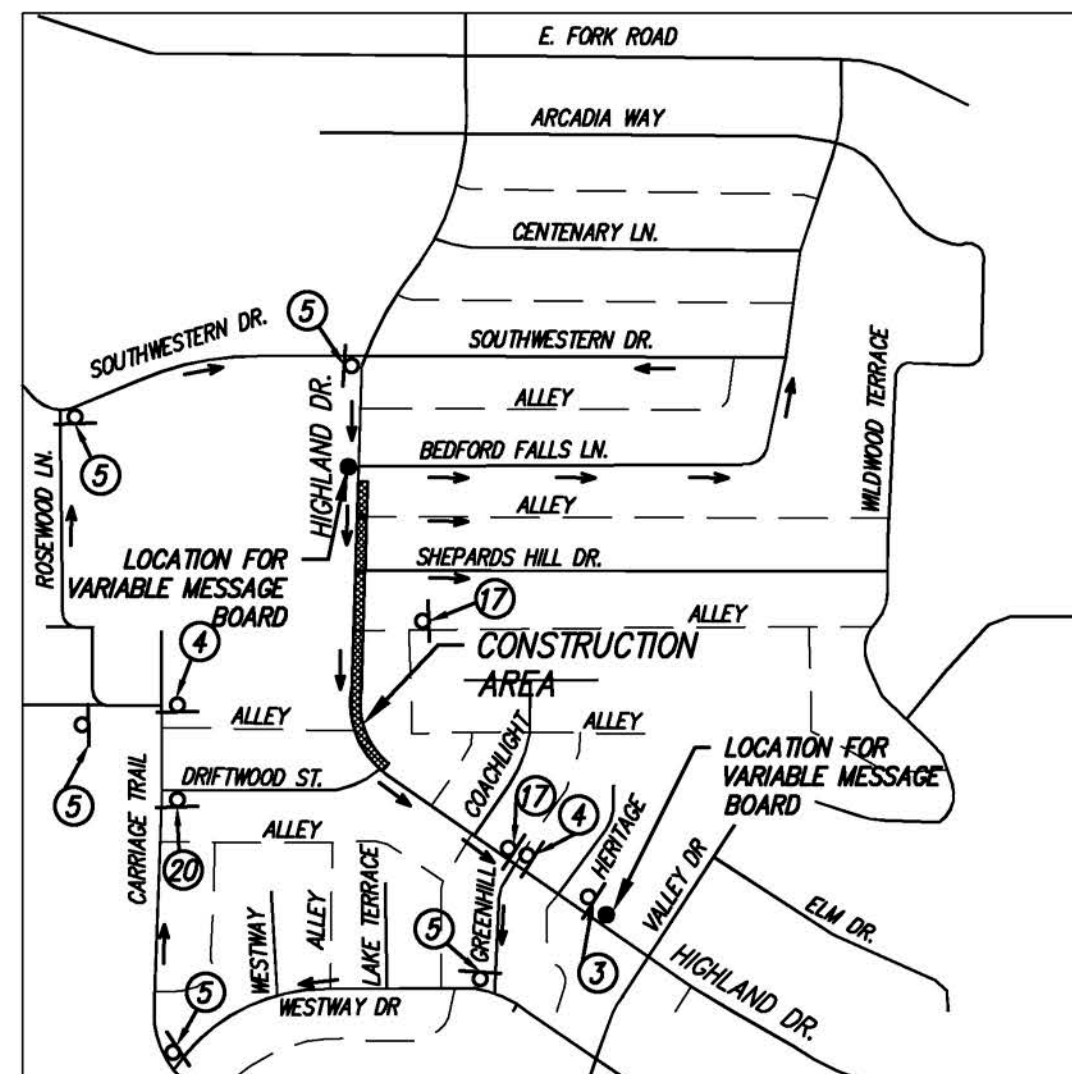 E. FORK ROAD
ARCADIA WAY
CENTENARY LN.
5
SOUTHWESTERN DR.
SOUTHWESTERN DR.
HIGHLAND DR.
ALLEY
WILDWOOD TERRACE
5
BEDFORD FALLS LN.
ROSEWOOD LN.
ALLEY
LOCATION FOR
VARIABLE MESSAGE
BOARD
SHEPARDS HILL DR.
17
ALLEY
4
CONSTRUCTION
AREA
ALLEY
ALLEY
5
CARRIAGE TRAIL
DRIFTWOOD ST.
COACHLIGHT
LOCATION FOR
VARIABLE MESSAGE
BOARD
17
4
20
ALLEY
HERITAGE
VALLEY DR
ELM DR.
WESTWAY
ALLEY
LAKE TERRACE
5
GREENHILL
3
HIGHLAND DR.
5
WESTWAY DR